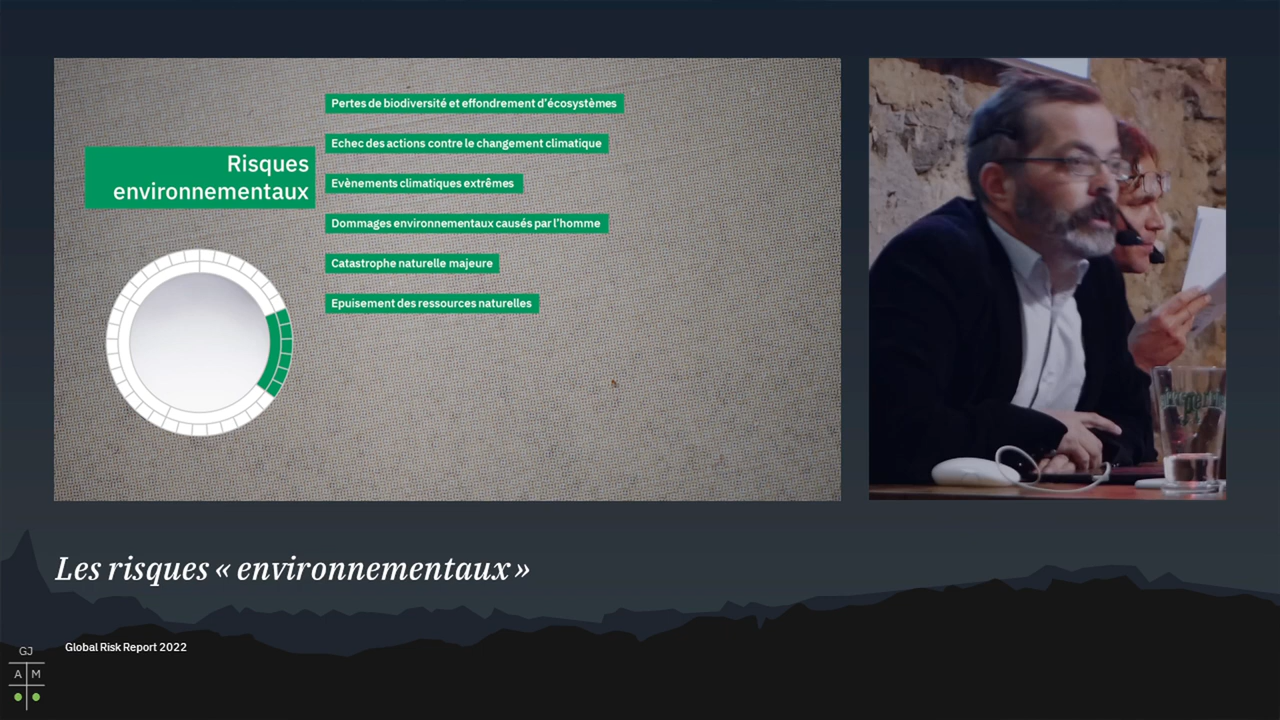 Risques
environnementaux
Pertes de biodiversité et effondrement d'écosystèmes
Echec des actions contre le changement climatique
Evènements climatiques extrêmes
Dommages environnementaux causés par l'homme
Catastrophe naturelle majeure
Epuisement des ressources naturelles
Les risques « environnementaux »
Global Risk Report 2022
GJ
A M